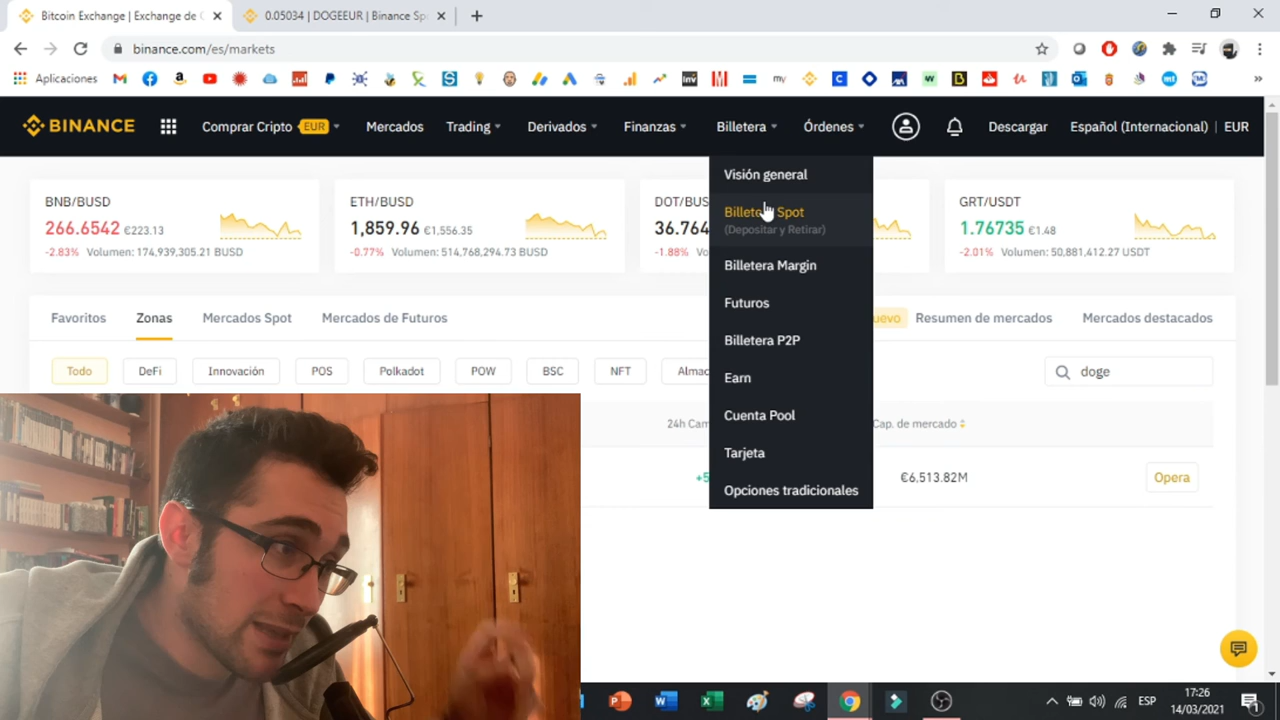 Bitcoin Exchange | Exchange de C
0.05034 | DOGEEUR | Binance Spo
binance.com/es/markets
Aplicaciones
BINANCE
Comprar Cripto EUR
Mercados
Trading
Derivados
Finanzas
Billetera
Órdenes
Descargar
Español (Internacional) | EUR
Visión general
Billetera Spot
(Depositar y Retirar)
Billetera Margin
Futuros
Billetera P2P
Earn
Cuenta Pool
Tarjeta
Opciones tradicionales
BNB/BUSD
266.6542 €223.13
-2.83% Volumen: 174,939,305.21 BUSD
ETH/BUSD
1,859.96 €1,556.35
-0.77% Volumen: 514,768,294.73 BUSD
DOT/BUS
36.764
-1.88%
GRT/USDT
1.76735 €1.48
-2.01% Volumen: 50,881,412.27 USDT
Favoritos
Zonas
Mercados Spot
Mercados de Futuros
uevo
Resumen de mercados
Mercados destacados
Todo
DeFi
Innovación
POS
Polkadot
POW
BSC
NFT
Almac
doge
24h Cam
Cap. de mercado
+5
€6,513.82M
Opera
ESP
17:26
14/03/2021